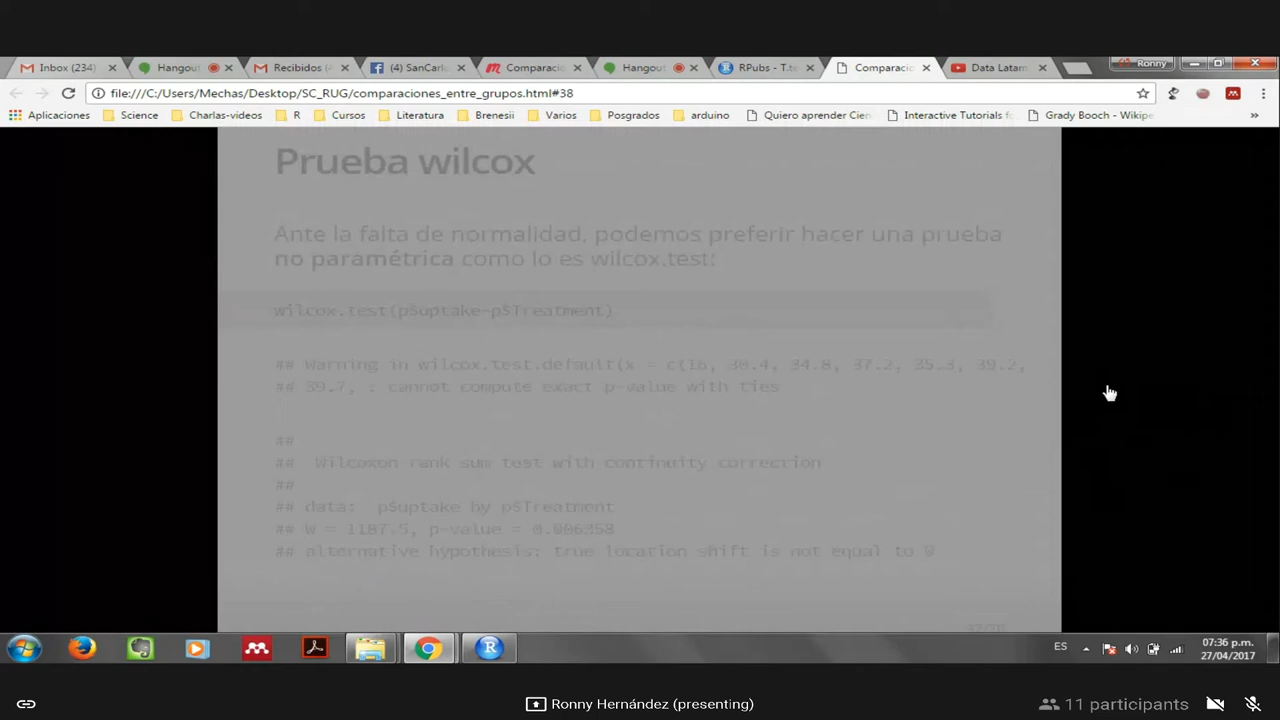 Inbox (234)
Hangout
Recibidos (4
(4) SanCarl
Comparacio
Hangout
RPubs - T.te
Comparacio
Data Latam
Ronny
file:///C:/Users/Mechas/Desktop/SC_RUG/comparaciones_entre_grupos.html#38
Aplicaciones
Science
Charlas-videos
R
Cursos
Literatura
Brenesii
Varios
Posgrados
arduino
Quiero aprender Cien
Interactive Tutorials fo
Grady Booch - Wikipe
»
Prueba wilcox
Ante la falta de normalidad, podemos preferir hacer una prueba
no paramétrica como lo es wilcox.test:
wilcox.test(p$uptake~p$Treatment)
## Warning in wilcox.test.default(x = c(16, 30.4, 34.8, 37.2, 35.3, 39.2,
## 39.7, : cannot compute exact p-value with ties
##
## Wilcoxon rank sum test with continuity correction
##
## data: p$uptake by p$Treatment
## W = 1187.5, p-value = 0.006358
## alternative hypothesis: true location shift is not equal to 0
ES
07:36 p.m.
27/04/2017
Ronny Hernández (presenting)
11 participants